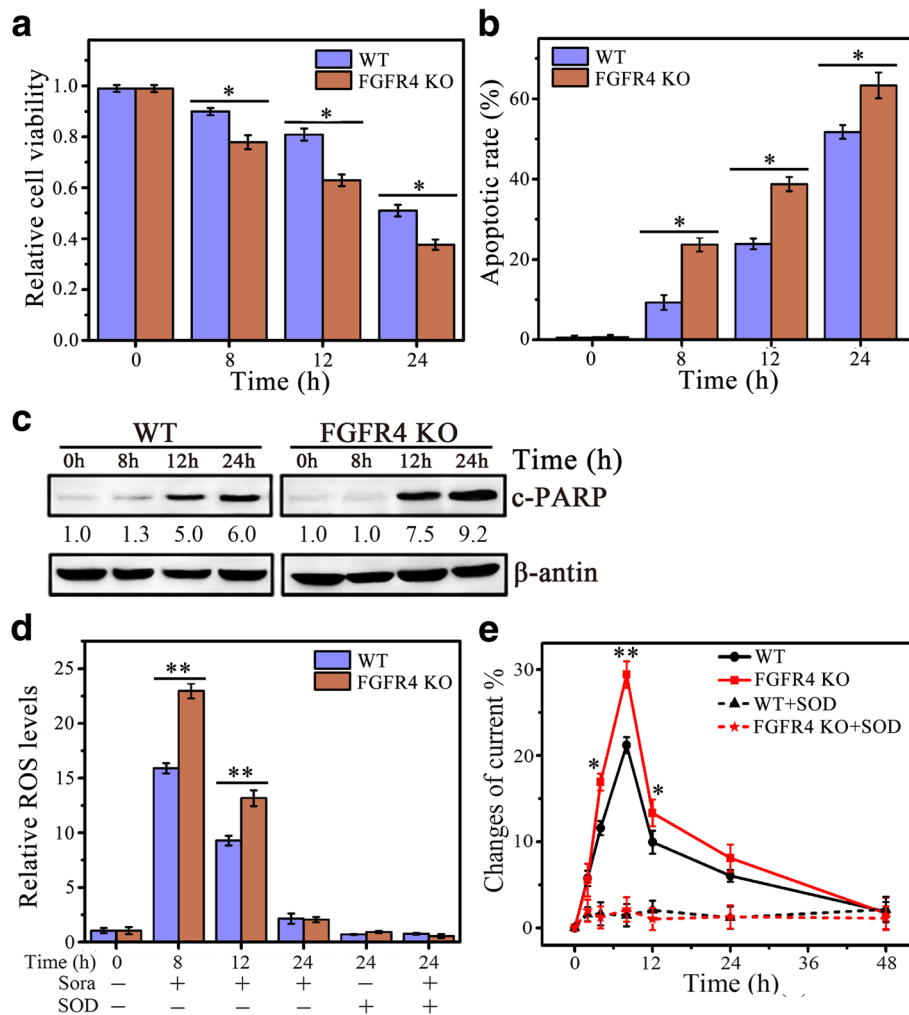 a
WT
FGFR4 KO
Relative cell viability
1.0
0.8
0.6
0.4
0.2
0.0
*
*
*
0 8 12 24
Time (h)
b
WT
FGFR4 KO
Apoptotic rate (%)
60
40
20
0
*
*
*
0 8 12 24
Time (h)
c
WT FGFR4 KO
0h 8h 12h 24h 0h 8h 12h 24h Time (h)
c-PARP
1.0 1.3 5.0 6.0 1.0 1.0 7.5 9.2
β-antin
d
WT
FGFR4 KO
Relative ROS levels
25
20
15
10
5
0
**
**
Time (h) 0 8 12 24 24 24
Sora – + + + – +
SOD – – – – + +
e
WT
FGFR4 KO
WT+SOD
FGFR4 KO+SOD
Changes of current %
30
20
10
0
*
**
*
0 12 24 48
Time (h)